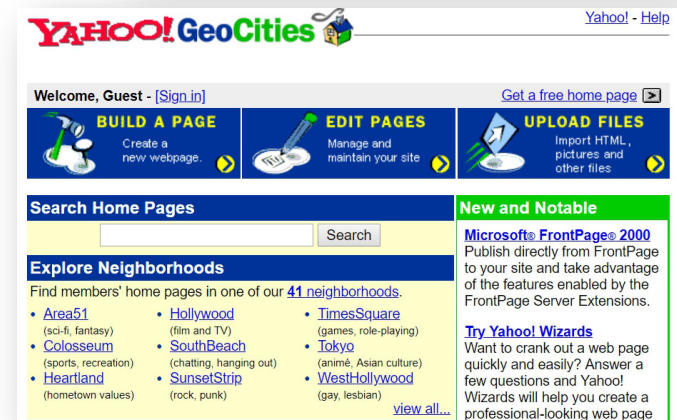 YAHOO! GeoCities
Yahoo! - Help
Welcome, Guest - [Sign in]
Get a free home page
BUILD A PAGE
Create a
new webpage.
EDIT PAGES
Manage and
maintain your site
UPLOAD FILES
Import HTML,
pictures and
other files
Search Home Pages
Search
Explore Neighborhoods
Find members' home pages in one of our 41 neighborhoods.
• Area51
(sci-fi, fantasy)
• Colosseum
(sports, recreation)
• Heartland
(hometown values)
• Hollywood
(film and TV)
• SouthBeach
(chatting, hanging out)
• SunsetStrip
(rock, punk)
• TimesSquare
(games, role-playing)
• Tokyo
(animé, Asian culture)
• WestHollywood
(gay, lesbian)
view all...
New and Notable
Microsoft® FrontPage® 2000
Publish directly from FrontPage
to your site and take advantage
of the features enabled by the
FrontPage Server Extensions.
Try Yahoo! Wizards
Want to crank out a web page
quickly and easily? Answer a
few questions and Yahoo!
Wizards will help you create a
professional-looking web page